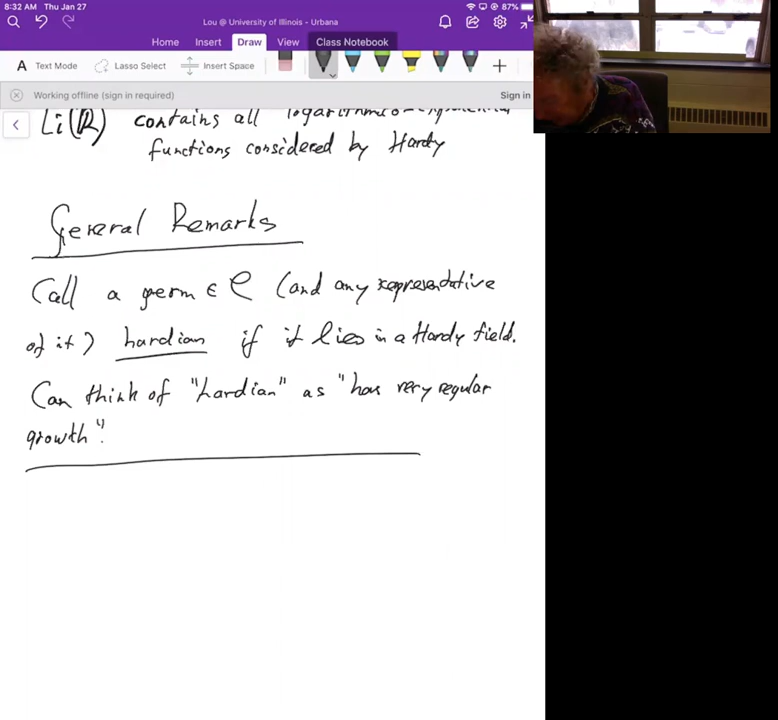 8:32 AM Thu Jan 27
87%
Lou @ University of Illinois - Urbana
Home Insert Draw View Class Notebook
A Text Mode Lasso Select Insert Space
Working offline (sign in required) Sign in
Li(R) contains all logarithmico-exponential
functions considered by Hardy
General Remarks
Call a germ ∈ C (and any representative
of it) hardian if it lies in a Hardy field.
Can think of "hardian" as "has very regular
growth".